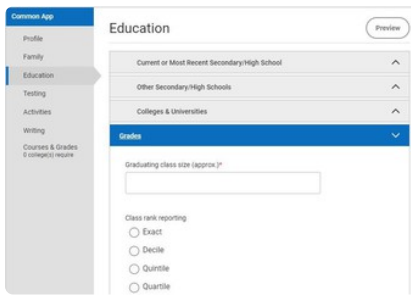 Common App
Profile
Family
Education
Testing
Activities
Writing
Courses & Grades
0 college(s) require
Education
Preview
Current or Most Recent Secondary/High School
Other Secondary/High Schools
Colleges & Universities
Grades
Graduating class size (approx.)*
Class rank reporting
Exact
Decile
Quintile
Quartile